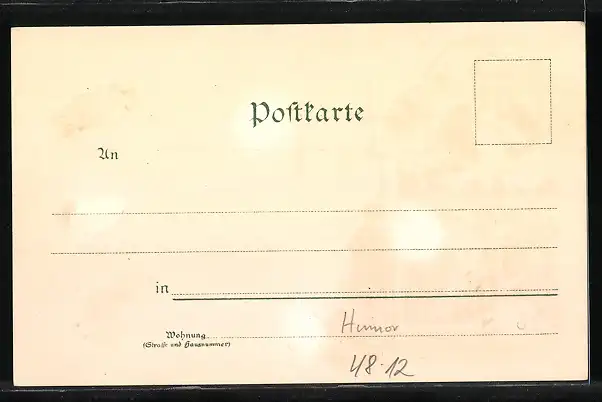 Postkarte
An
in
Wohnung
(Straße und Hausnummer)
Humor
48-12